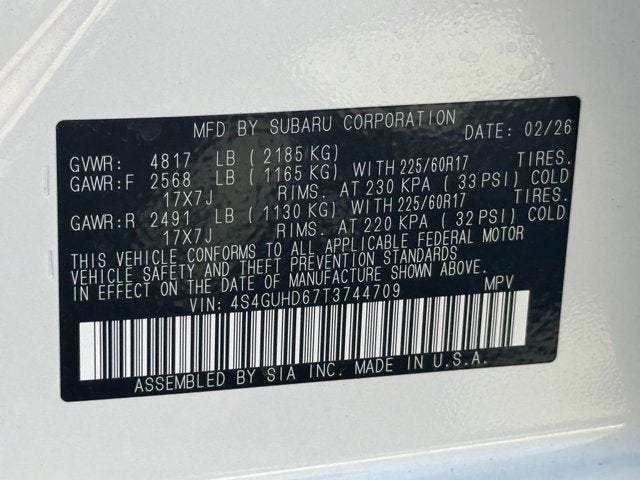 MFD BY SUBARU CORPORATION DATE: 02/26
GVWR: 4817 LB (2185 KG)
GAWR:F 2568 LB (1165 KG) WITH 225/60R17 TIRES.
17X7J RIMS. AT 230 KPA (33 PSI) COLD
GAWR:R 2491 LB (1130 KG) WITH 225/60R17 TIRES.
17X7J RIMS. AT 220 KPA (32 PSI) COLD
THIS VEHICLE CONFORMS TO ALL APPLICABLE FEDERAL MOTOR
VEHICLE SAFETY AND THEFT PREVENTION STANDARDS IN
EFFECT ON THE DATE OF MANUFACTURE SHOWN ABOVE.
VIN: 4S4GUHD67T3744709 MPV
ASSEMBLED BY SIA INC. MADE IN U.S.A.